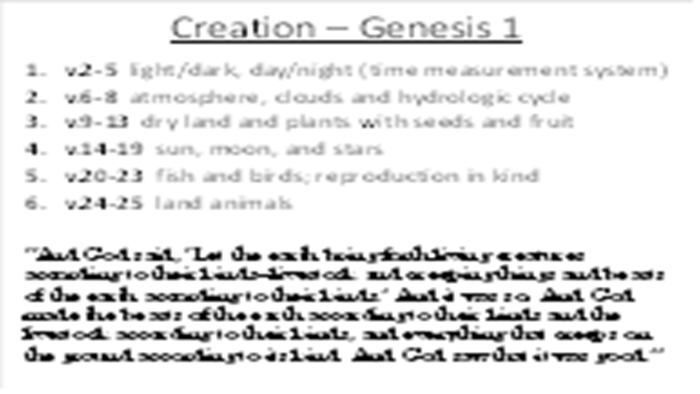 Creation – Genesis 1
1. v2-5 light/dark, day/night (time measurement system)
2. v6-8 atmosphere, clouds and hydrologic cycle
3. v9-13 dry land and plants with seeds and fruit
4. v14-19 sun, moon, and stars
5. v20-23 fish and birds; reproduction in kind
6. v24-25 land animals
"And God said, "Let the earth bring forth living creatures
according to their kinds–livestock and creeping things and beasts
of the earth according to their kinds." And it was so. And God
made the beasts of the earth according to their kinds and the
livestock according to their kinds, and everything that creeps on
the ground according to its kind. And God saw that it was good."